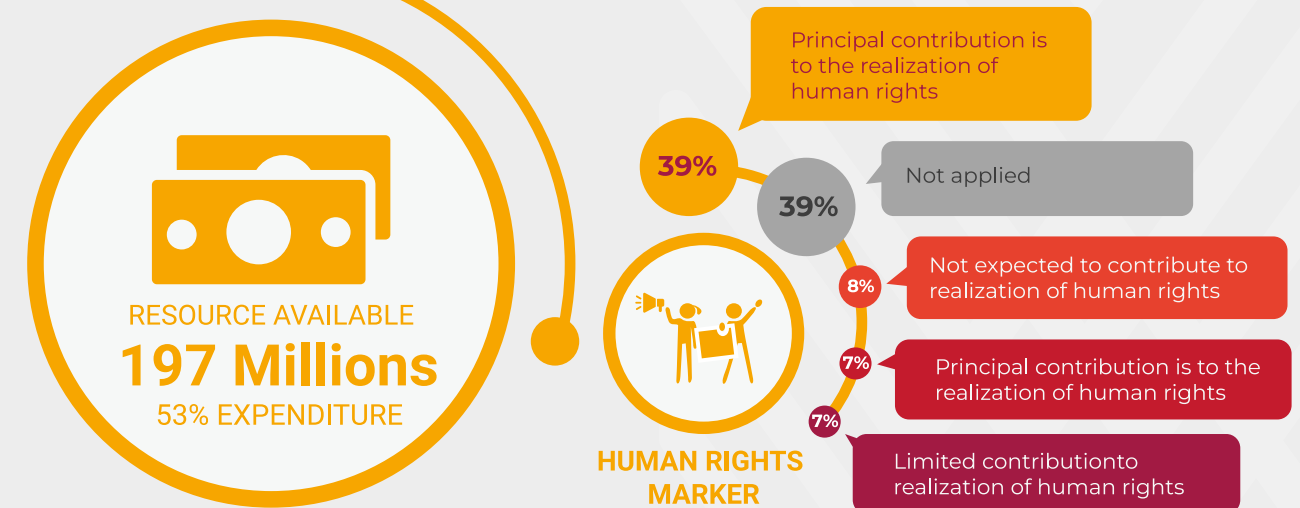 RESOURCE AVAILABLE
197 Millions
53% EXPENDITURE
Principal contribution is
to the realization of
human rights
39%
39%
Not applied
8%
Not expected to contribute to
realization of human rights
7%
Principal contribution is to the
realization of human rights
7%
Limited contributionto
realization of human rights
HUMAN RIGHTS
MARKER